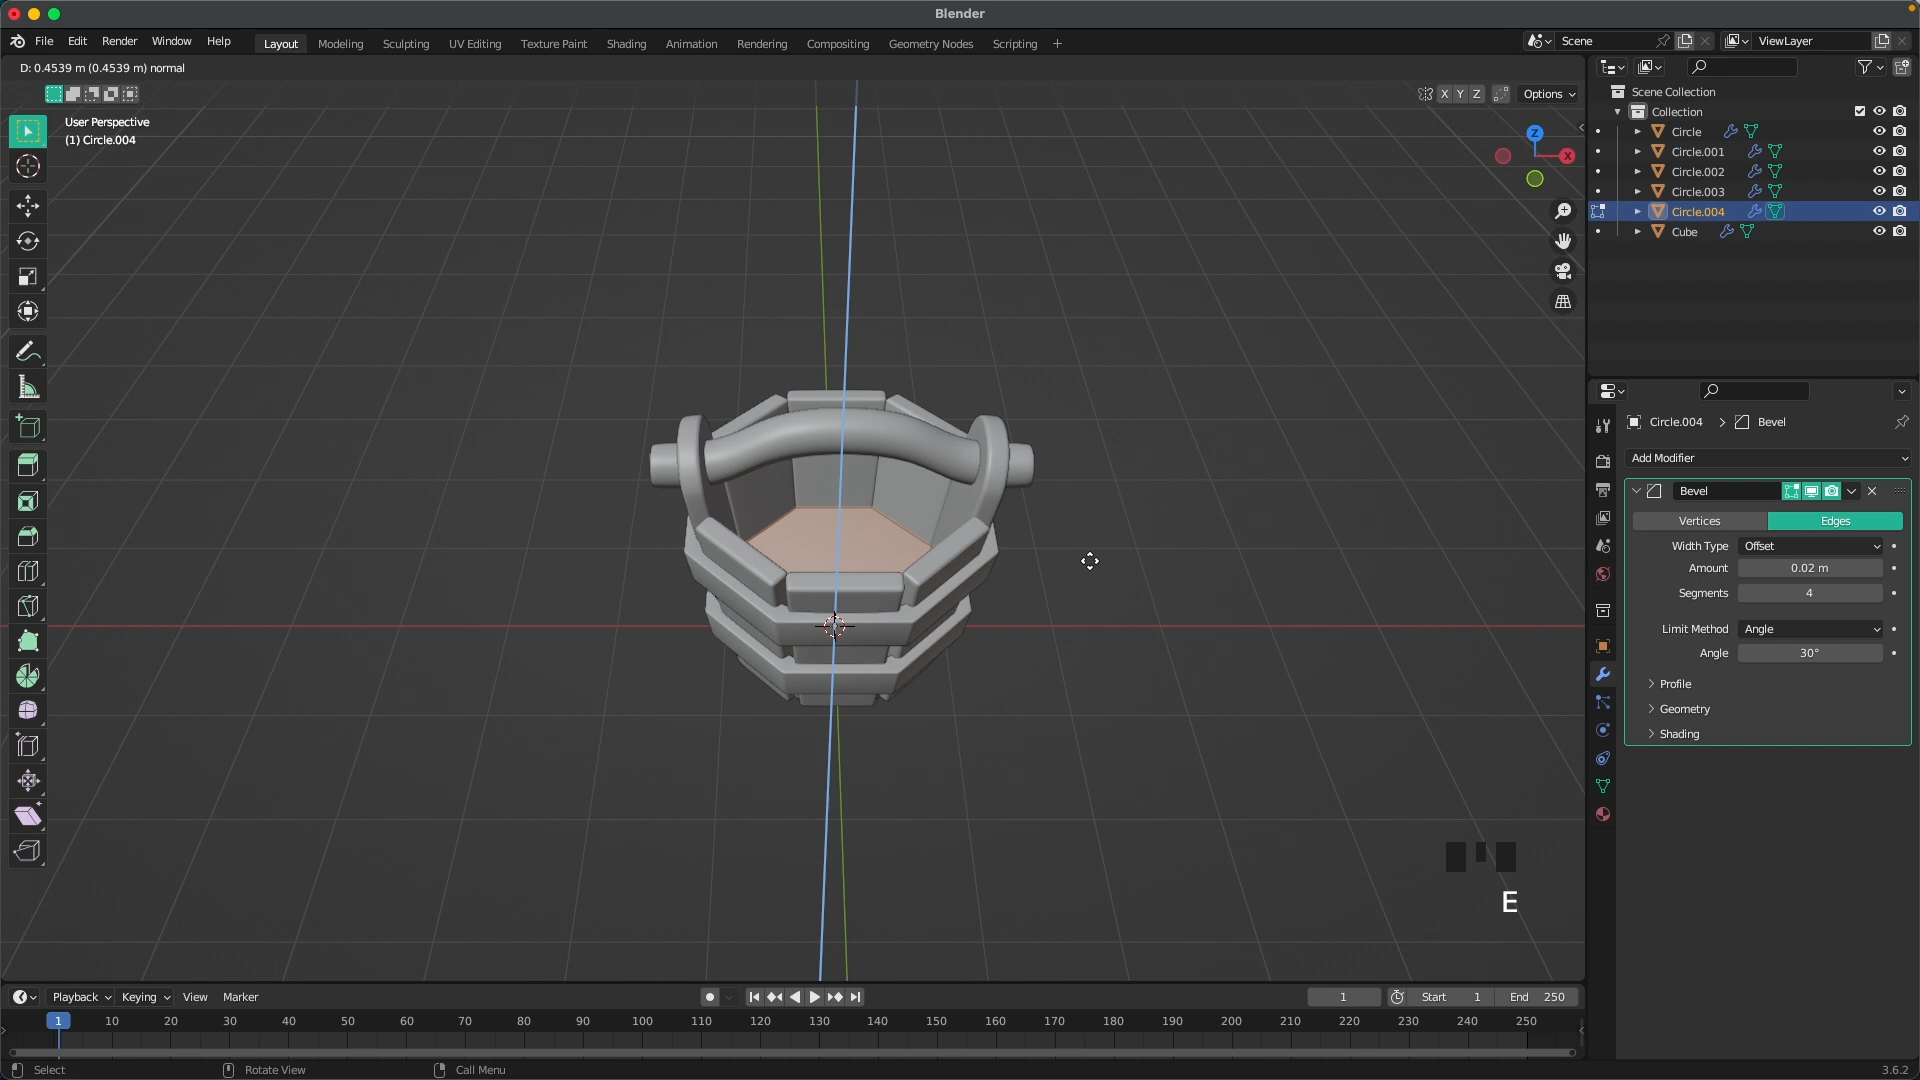 Blender
File Edit Render Window Help
Layout Modeling Sculpting UV Editing Texture Paint Shading Animation Rendering Compositing Geometry Nodes Scripting +
Scene
ViewLayer
D: 0.4539 m (0.4539 m) normal
X Y Z
Options
User Perspective
(1) Circle.004
Z
X
Scene Collection
Collection
Circle
Circle.001
Circle.002
Circle.003
Circle.004
Cube
Circle.004 > Bevel
Add Modifier
Bevel
Vertices Edges
Width Type Offset
Amount 0.02 m
Segments 4
Limit Method Angle
Angle 30°
Profile
Geometry
Shading
E
Playback Keying View Marker
1
Start 1
End 250
1 10 20 30 40 50 60 70 80 90 100 110 120 130 140 150 160 170 180 190 200 210 220 230 240 250
Select
Rotate View
Call Menu
3.6.2